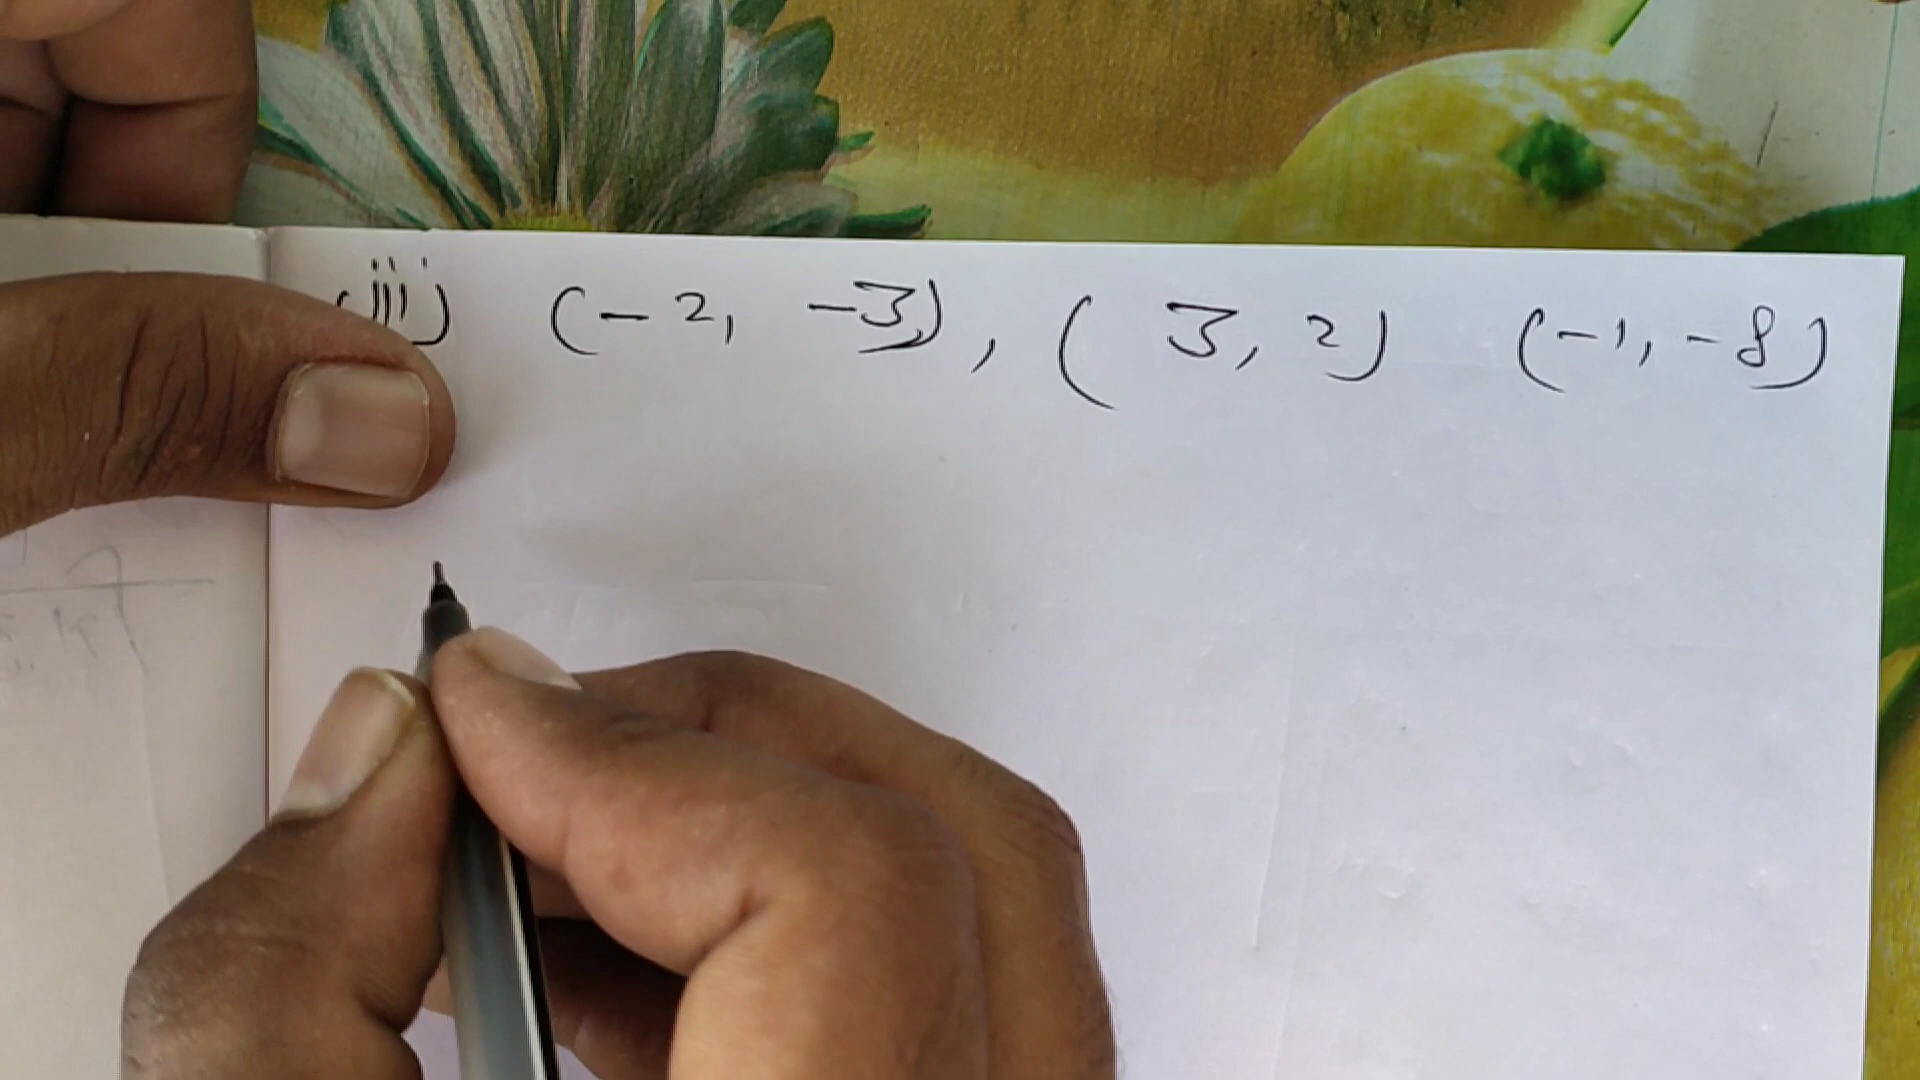 (iii) (-2, -3), (3, 2) (-1, -8)